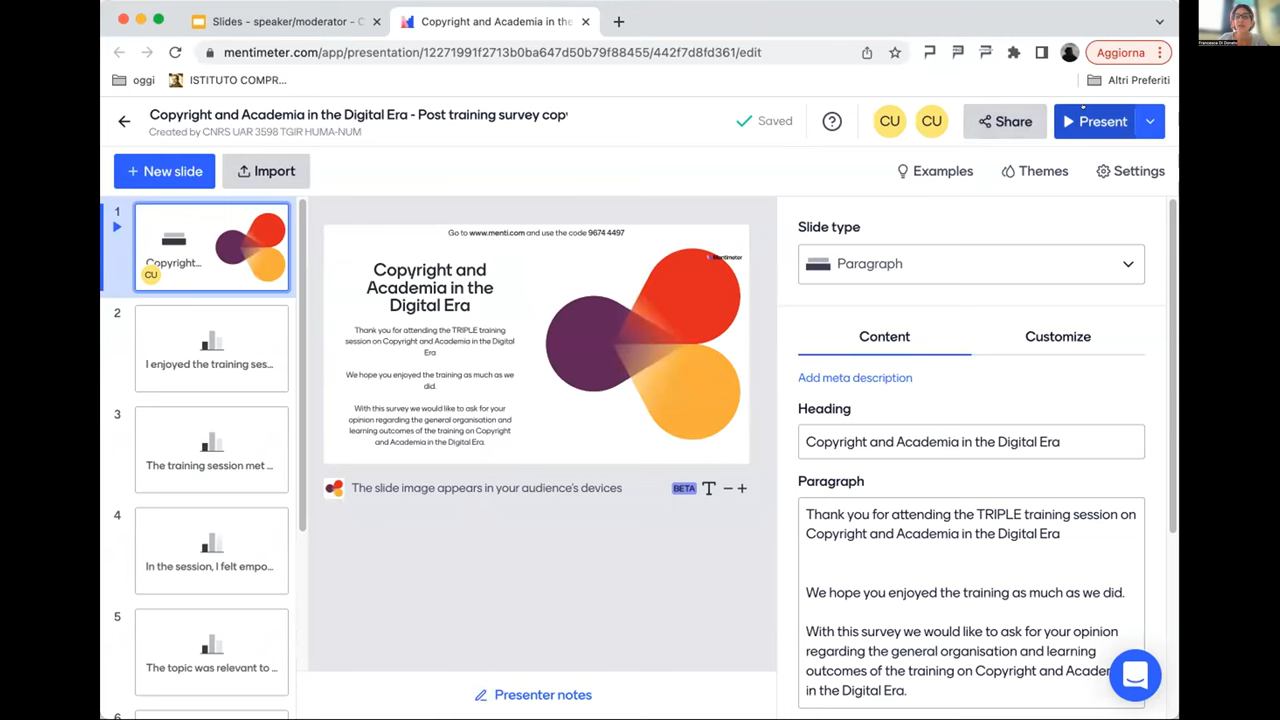 Slides - speaker/moderator - C
Copyright and Academia in the
mentimeter.com/app/presentation/12271991f2713b0ba647d50b79f88455/442f7d8fd361/edit
Aggiorna
oggi
ISTITUTO COMPR...
Altri Preferiti
Copyright and Academia in the Digital Era - Post training survey copy
Created by CNRS UAR 3598 TGIR HUMA-NUM
Saved
CU
CU
Share
Present
+ New slide
Import
Examples
Themes
Settings
1
Copyright...
CU
2
I enjoyed the training ses...
3
The training session met ...
4
In the session, I felt empo...
5
The topic was relevant to ...
Go to www.menti.com and use the code 9674 4497
Mentimeter
Copyright and
Academia in the
Digital Era
Thank you for attending the TRIPLE training
session on Copyright and Academia in the Digital
Era
We hope you enjoyed the training as much as we
did.
With this survey we would like to ask for your
opinion regarding the general organisation and
learning outcomes of the training on Copyright
and Academia in the Digital Era.
The slide image appears in your audience's devices
BETA
Presenter notes
Slide type
Paragraph
Content
Customize
Add meta description
Heading
Copyright and Academia in the Digital Era
Paragraph
Thank you for attending the TRIPLE training session on
Copyright and Academia in the Digital Era
We hope you enjoyed the training as much as we did.
With this survey we would like to ask for your opinion
regarding the general organisation and learning
outcomes of the training on Copyright and Academ
in the Digital Era.